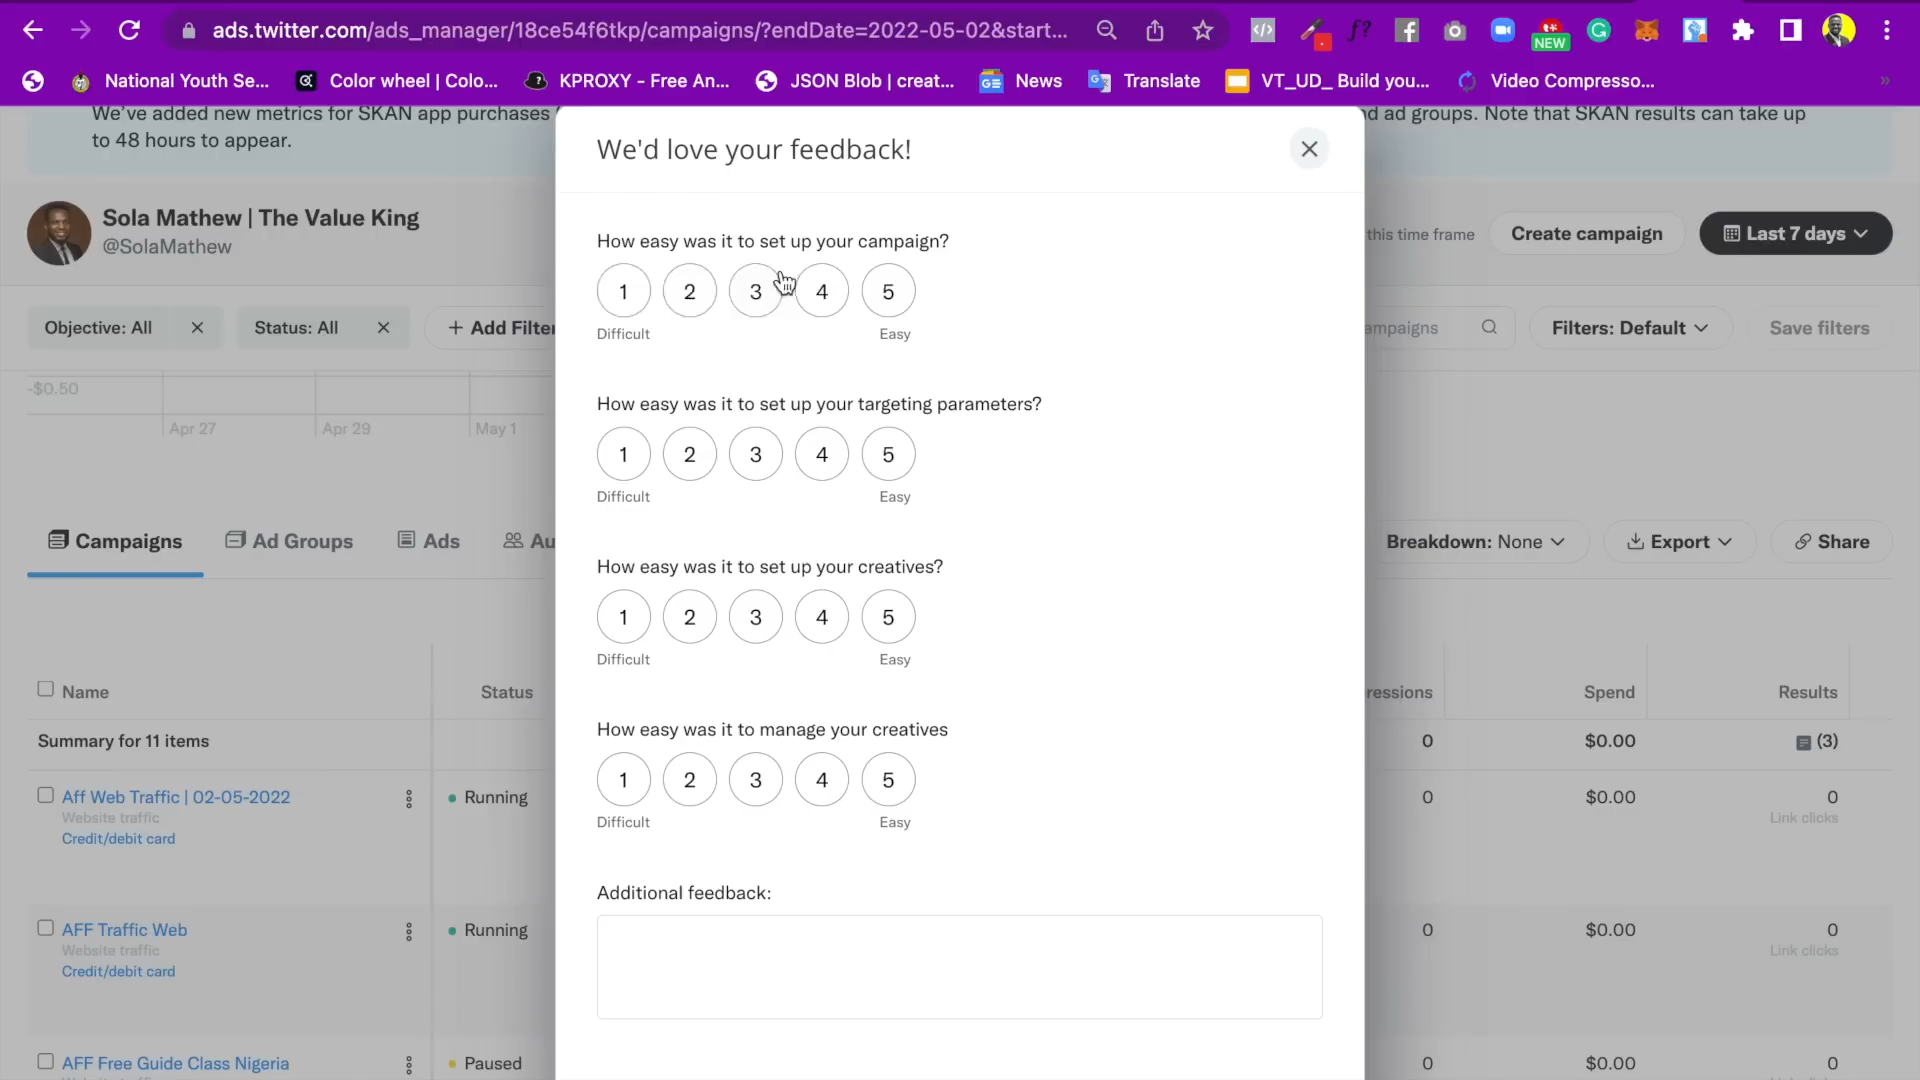 ads.twitter.com/ads_manager/18ce54f6tkp/campaigns/?endDate=2022-05-02&start...
NEW
National Youth Se...
Color wheel | Colo...
KPROXY - Free An...
JSON Blob | creat...
News
Translate
VT_UD_ Build you...
Video Compresso...
»
We've added new metrics for SKAN app purchases
d ad groups. Note that SKAN results can take up
to 48 hours to appear.
Sola Mathew | The Value King
@SolaMathew
this time frame
Create campaign
Last 7 days
Objective: All
Status: All
+ Add Filter
ampaigns
Filters: Default
Save filters
-$0.50
Apr 27
Apr 29
May 1
Campaigns
Ad Groups
Ads
Au
Breakdown: None
Export
Share
Name
Status
ressions
Spend
Results
Summary for 11 items
0
$0.00
(3)
Aff Web Traffic | 02-05-2022
Website traffic
Credit/debit card
Running
0
$0.00
0
Link clicks
AFF Traffic Web
Website traffic
Credit/debit card
Running
0
$0.00
0
Link clicks
AFF Free Guide Class Nigeria
Paused
0
$0.00
0
We'd love your feedback!
How easy was it to set up your campaign?
1 2 3 4 5
Difficult Easy
How easy was it to set up your targeting parameters?
1 2 3 4 5
Difficult Easy
How easy was it to set up your creatives?
1 2 3 4 5
Difficult Easy
How easy was it to manage your creatives
1 2 3 4 5
Difficult Easy
Additional feedback: